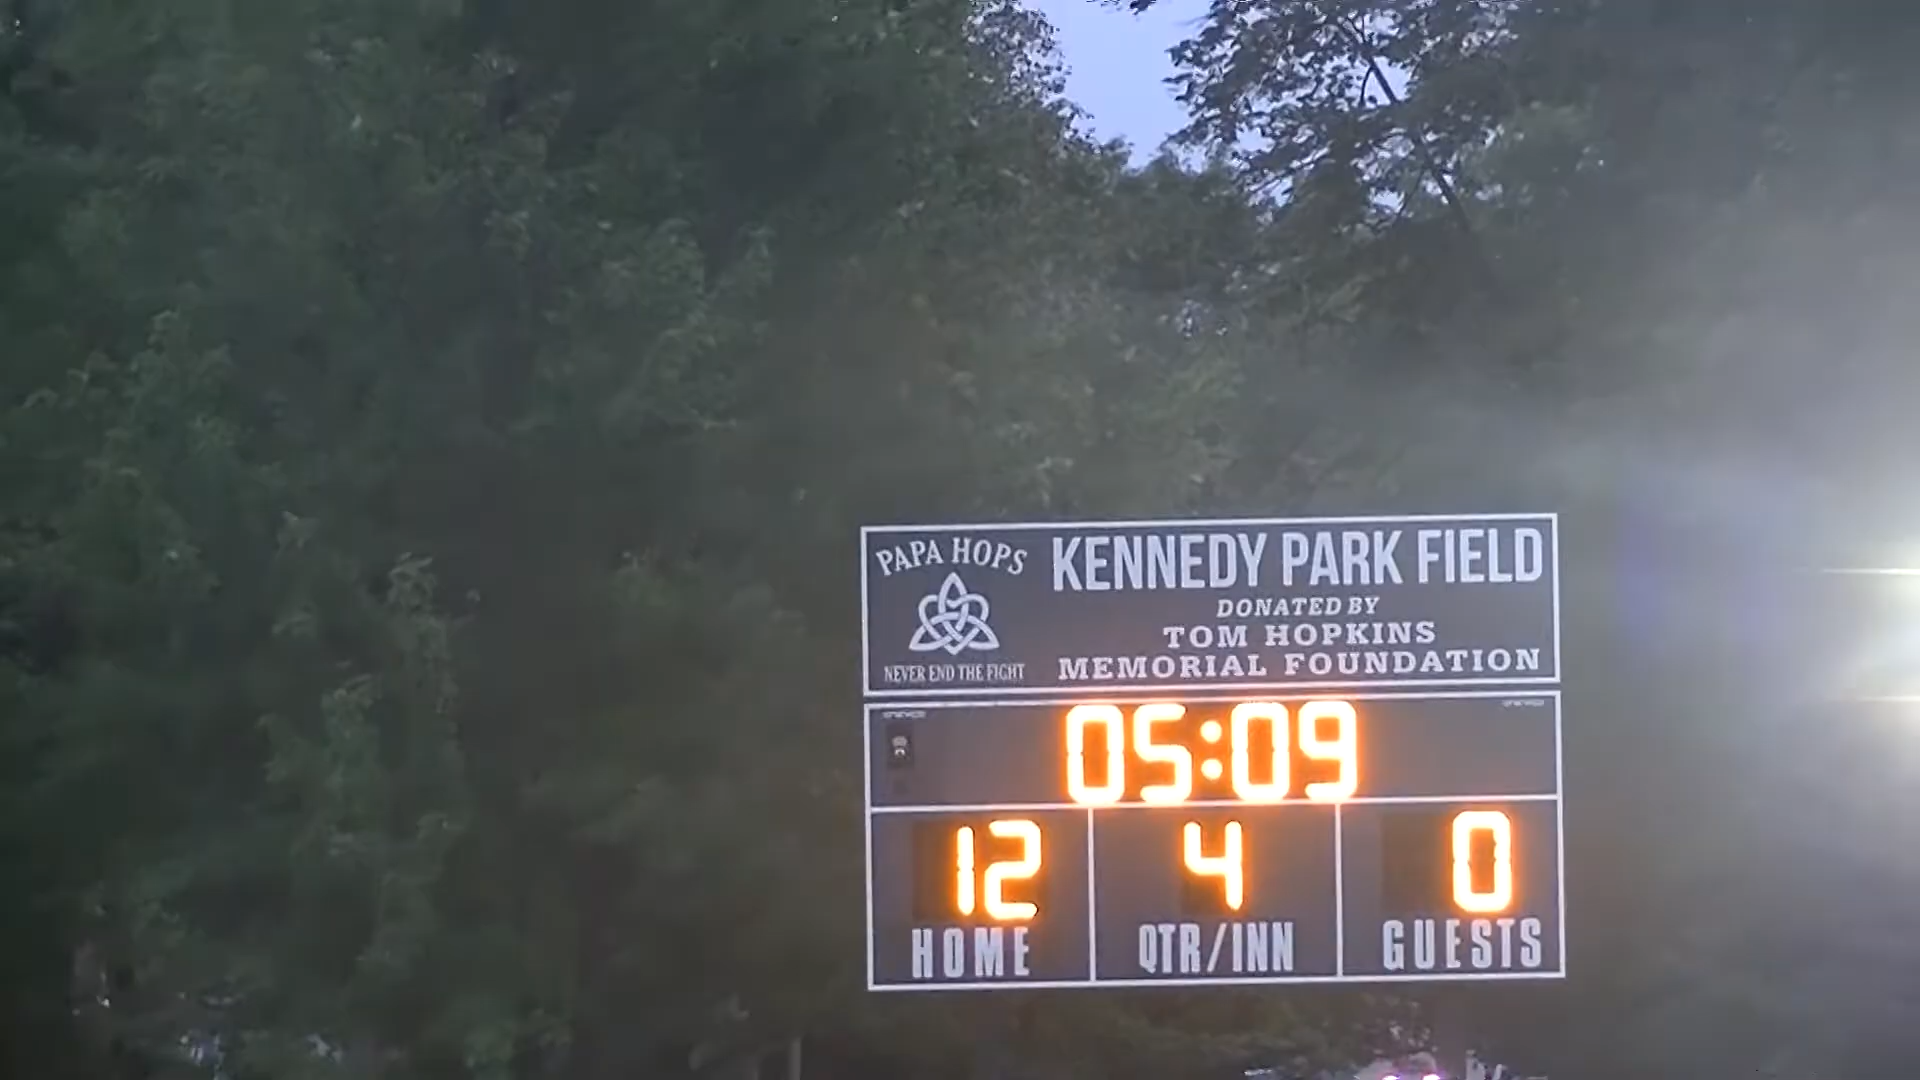 PAPA HOPS
NEVER END THE FIGHT
KENNEDY PARK FIELD
DONATED BY
TOM HOPKINS
MEMORIAL FOUNDATION
05:09
12 4 0
HOME QTR/INN GUESTS